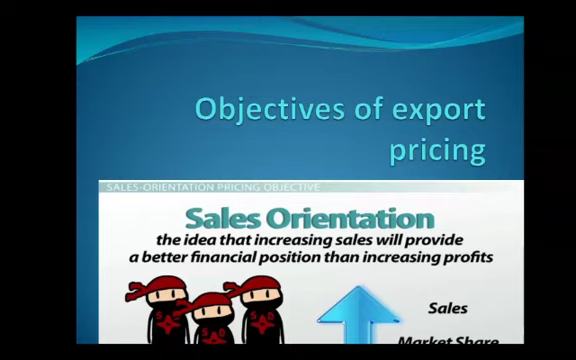 Objectives of export
pricing
SALES-ORIENTATION PRICING OBJECTIVE
Sales Orientation
the idea that increasing sales will provide
a better financial position than increasing profits
Sales
Market Share
S D
S D
S D